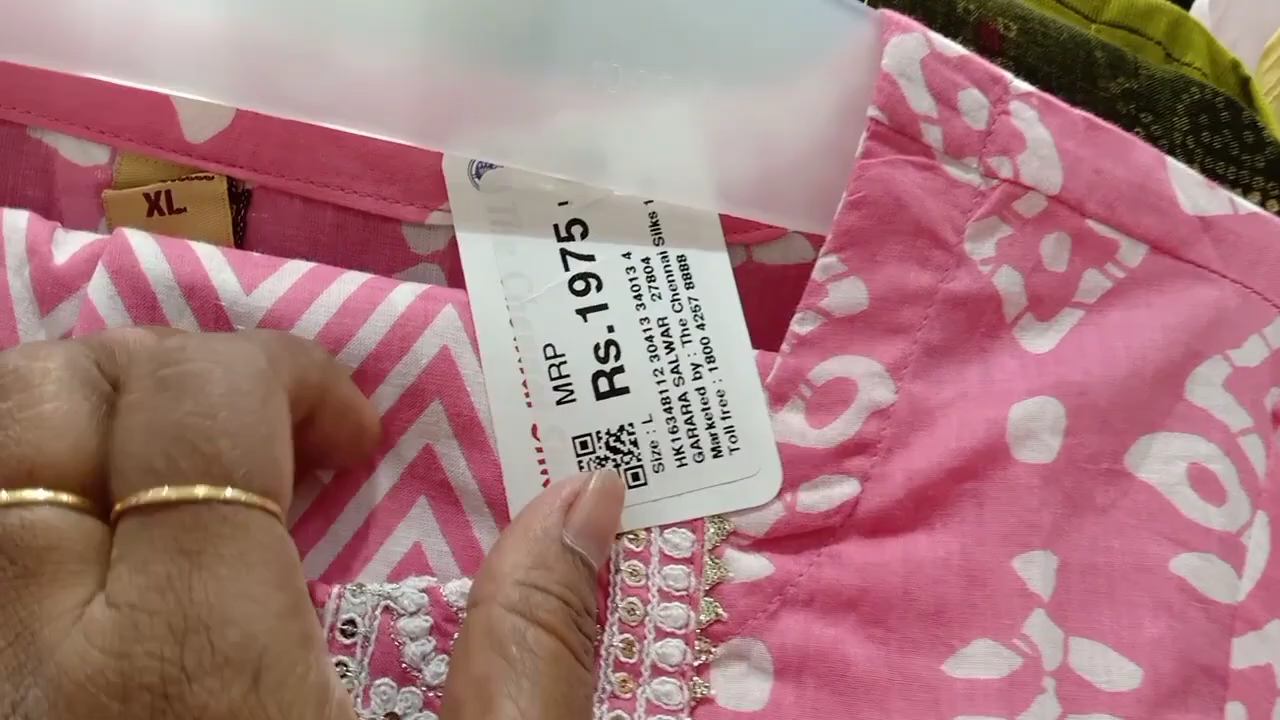 XL
MRP
Rs.1975
Size : L
HK16348112 30413 34013 4
GARARA SALWAR 27804
Marketed by : The Chennai Silks
Toll free : 1800 4257 8888